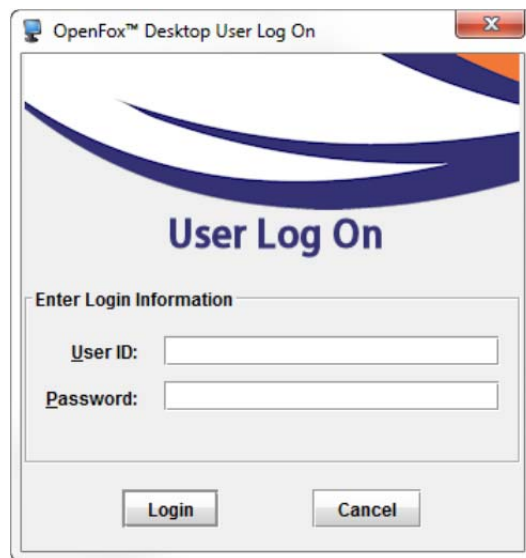 OpenFox™ Desktop User Log On
User Log On
Enter Login Information
User ID:
Password:
Login Cancel